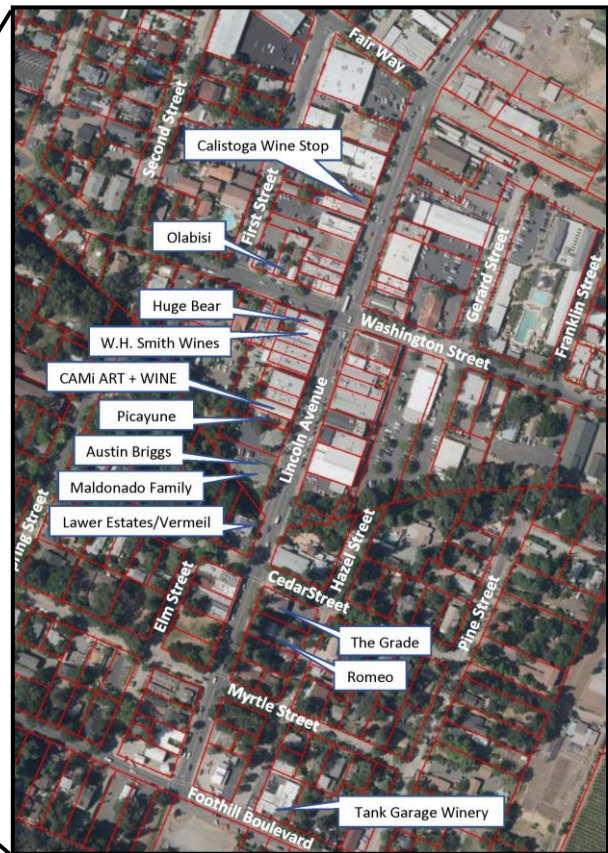 Fair Way
Second Street
Calistoga Wine Stop
First Street
Olabisi
Gerard Street
Franklin Street
Huge Bear
Washington Street
W.H. Smith Wines
CAMi ART + WINE
Picayune
Lincoln Avenue
Austin Briggs
Maldonado Family
Lawer Estates/Vermeil
pring Street
Hazel Street
Elm Street
CedarStreet
Pine Street
The Grade
Romeo
Myrtle Street
Foothill Boulevard
Tank Garage Winery